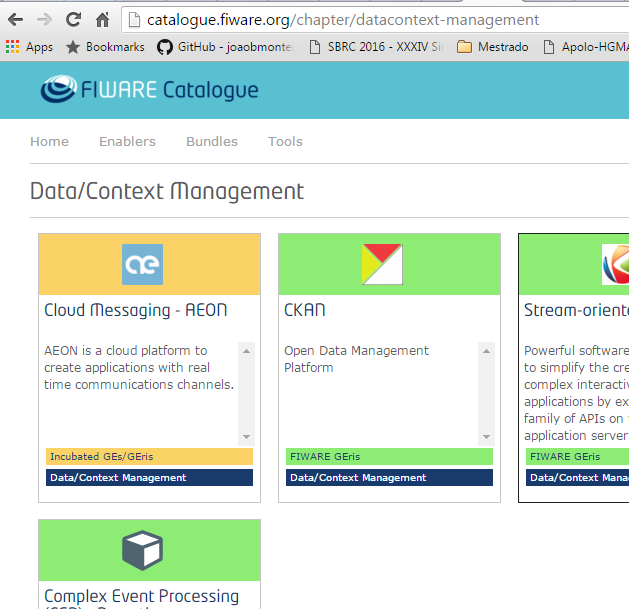 catalogue.fiware.org/chapter/datacontext-management
Apps Bookmarks GitHub - joaobmonte SBRC 2016 - XXXIV Mestrado Apolo-HGMA
FIWARE Catalogue
Home Enablers Bundles Tools
Data/Context Management
ae
Cloud Messaging - AEON
AEON is a cloud platform to
create applications with real
time communications channels.
Incubated GEs/GEris
Data/Context Management
CKAN
Open Data Management
Platform
FIWARE GEris
Data/Context Management
Stream-oriente
Powerful software
to simplify the cre
complex interactiv
applications by ex
family of APIs on
application server
FIWARE GEris
Data/Context Mana
Complex Event Processing